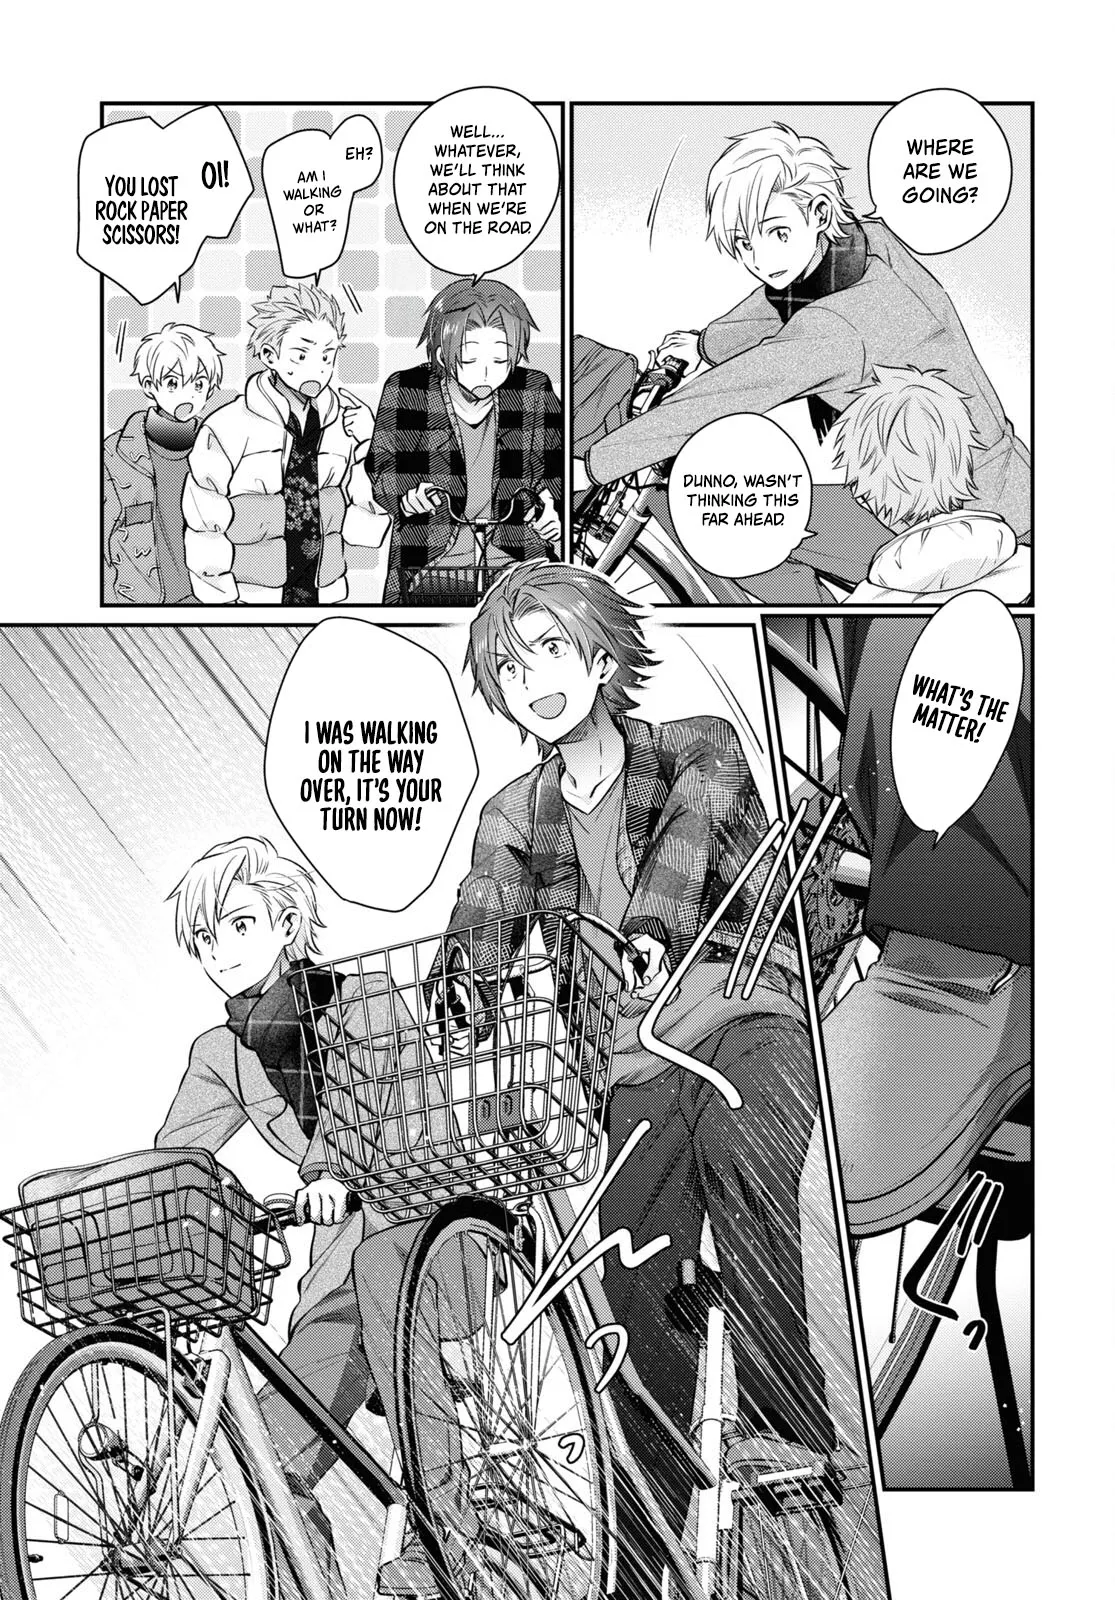 WHERE
ARE WE
GOING?
DUNNO, WASN'T
THINKING THIS
FAR AHEAD.
WELL...
WHATEVER,
WE'LL THINK
ABOUT THAT
WHEN WE'RE
ON THE ROAD.
EH?
AM I
WALKING
OR
WHAT?
OI!
YOU LOST
ROCK PAPER
SCISSORS!
WHAT'S THE
MATTER!
I WAS WALKING
ON THE WAY
OVER, IT'S YOUR
TURN NOW!